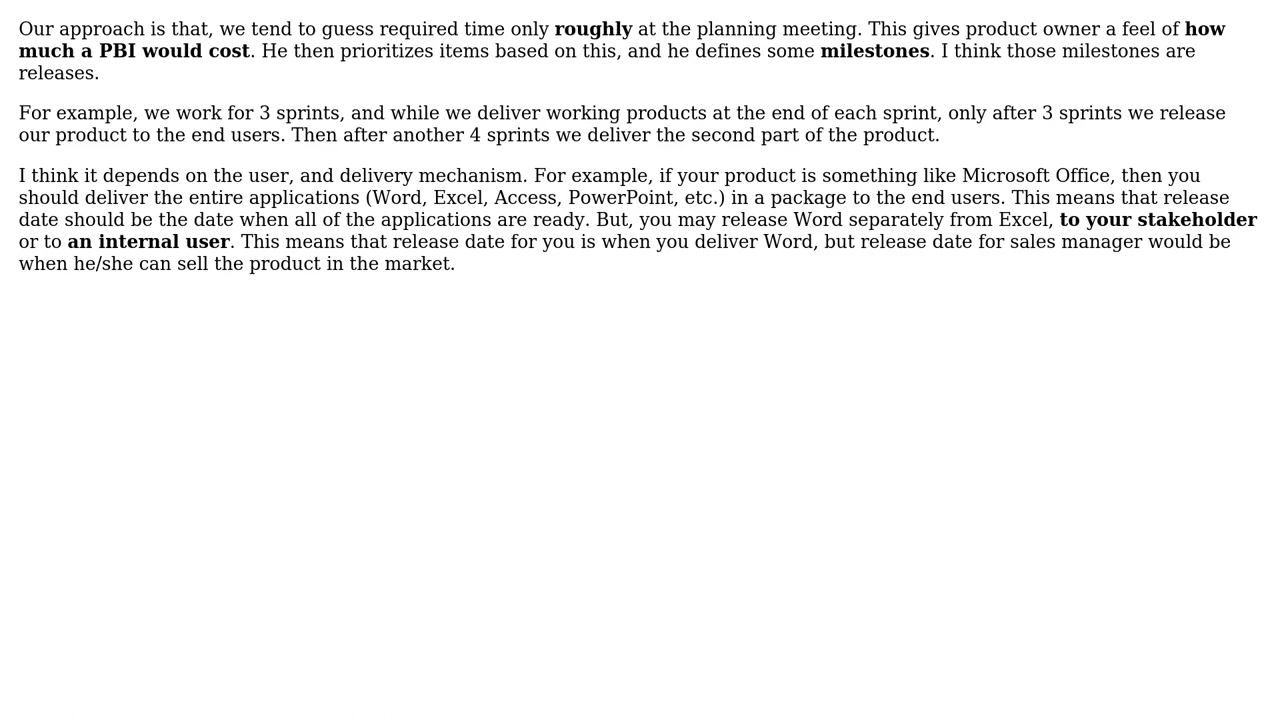 Our approach is that, we tend to guess required time only roughly at the planning meeting. This gives product owner a feel of how
much a PBI would cost. He then prioritizes items based on this, and he defines some milestones. I think those milestones are
releases.
For example, we work for 3 sprints, and while we deliver working products at the end of each sprint, only after 3 sprints we release
our product to the end users. Then after another 4 sprints we deliver the second part of the product.
I think it depends on the user, and delivery mechanism. For example, if your product is something like Microsoft Office, then you
should deliver the entire applications (Word, Excel, Access, PowerPoint, etc.) in a package to the end users. This means that release
date should be the date when all of the applications are ready. But, you may release Word separately from Excel, to your stakeholder
or to an internal user. This means that release date for you is when you deliver Word, but release date for sales manager would be
when he/she can sell the product in the market.